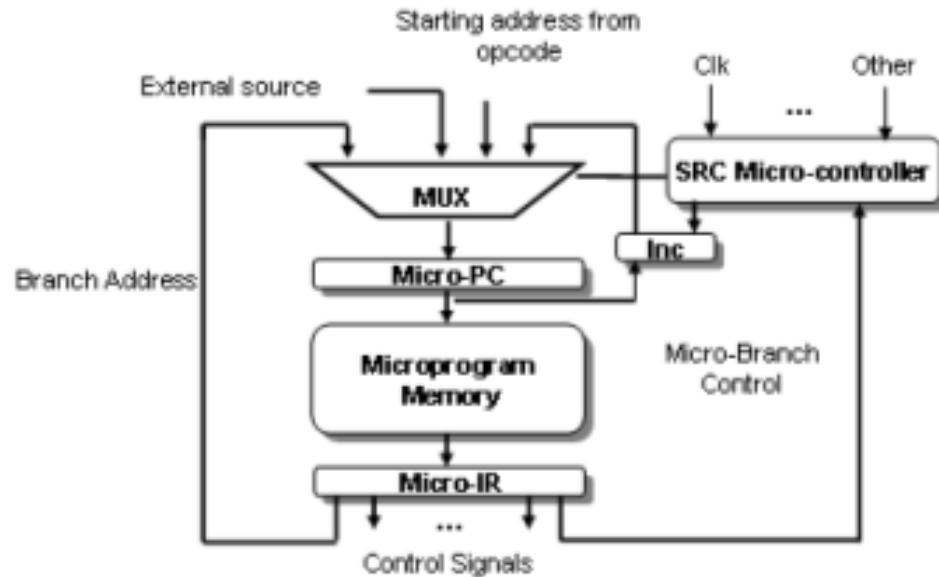 Starting address from
opcode
External source
Clk
Other
...
SRC Micro-controller
MUX
Inc
Branch Address
Micro-PC
Microprogram
Memory
Micro-Branch
Control
Micro-IR
...
Control Signals